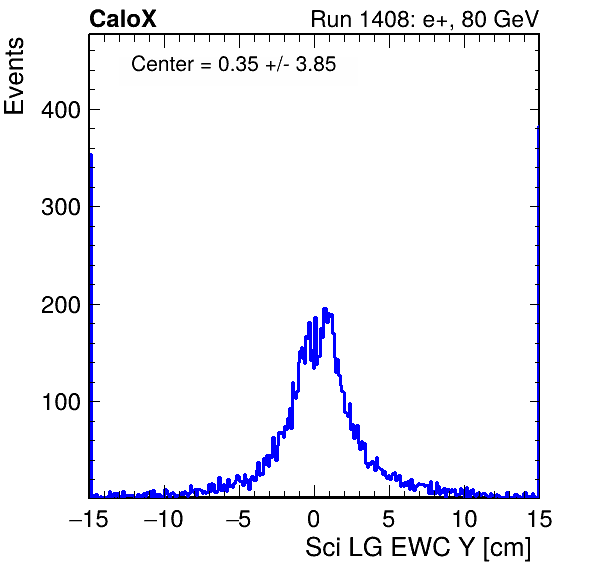 CaloX Run 1408: e+, 80 GeV
Center = 0.35 +/- 3.85
Events
400
300
200
100
−15 −10 −5 0 5 10 15
Sci LG EWC Y [cm]